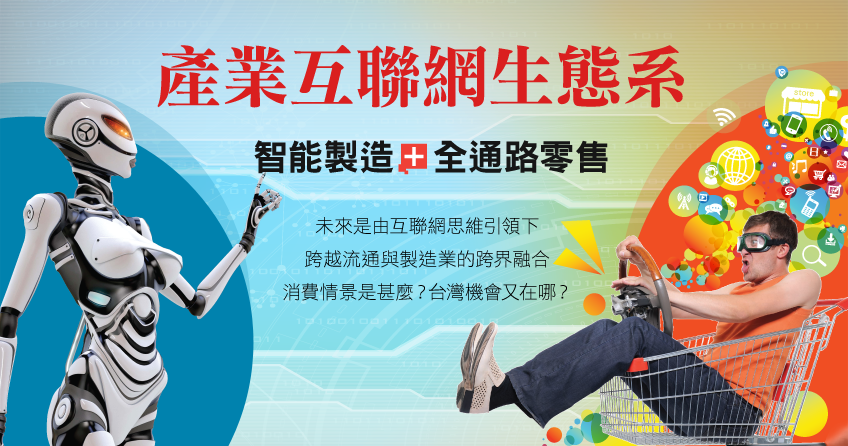 產業互聯網生態系
智能製造+全通路零售
未來是由互聯網思維引領下
跨越流通與製造業的跨界融合
消費情景是甚麼？台灣機會又在哪？
store